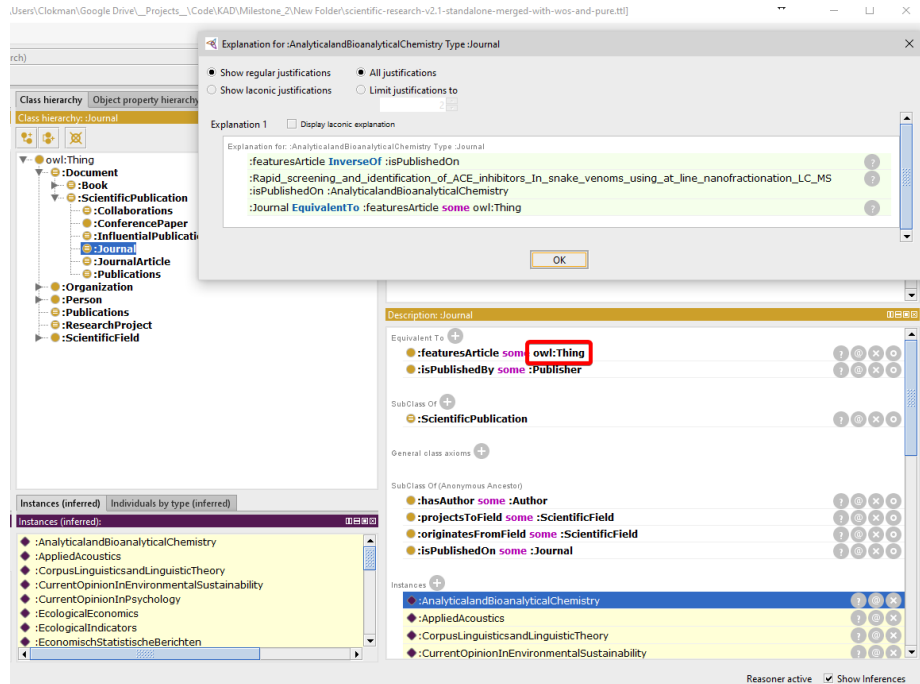 .Users\Clokman\Google Drive\__Projects__\Code\KAD\Milestone_2\New Folder\scientific-research-v2.1-standalone-merged-with-wos-and-pure.ttl]
rch)
Explanation for :AnalyticalandBioanalyticalChemistry Type :Journal
Show regular justifications All justifications
Show laconic justifications Limit justifications to
2
Explanation 1 Display laconic explanation
Explanation for: :AnalyticalandBioanalyticalChemistry Type :Journal
:featuresArticle InverseOf :isPublishedOn
:Rapid_screening_and_identification_of_ACE_inhibitors_In_snake_venoms_using_at_line_nanofractionation_LC_MS
:isPublishedOn :AnalyticalandBioanalyticalChemistry
:Journal EquivalentTo :featuresArticle some owl:Thing
OK
Class hierarchy Object property hierarchy
Class hierarchy: :Journal
owl:Thing
:Document
:Book
:ScientificPublication
:Collaborations
:ConferencePaper
:InfluentialPublicati
:Journal
:JournalArticle
:Publications
:Organization
:Person
:Publications
:ResearchProject
:ScientificField
Description: :Journal
Equivalent To
:featuresArticle some owl:Thing
:isPublishedBy some :Publisher
SubClass Of
:ScientificPublication
General class axioms
SubClass Of (Anonymous Ancestor)
:hasAuthor some :Author
:projectsToField some :ScientificField
:originatesFromField some :ScientificField
:isPublishedOn some :Journal
Instances
:AnalyticalandBioanalyticalChemistry
:AppliedAcoustics
:CorpusLinguisticsandLinguisticTheory
:CurrentOpinionInEnvironmentalSustainability
Instances (inferred) Individuals by type (inferred)
Instances (inferred):
:AnalyticalandBioanalyticalChemistry
:AppliedAcoustics
:CorpusLinguisticsandLinguisticTheory
:CurrentOpinionInEnvironmentalSustainability
:CurrentOpinionInPsychology
:EcologicalEconomics
:EcologicalIndicators
:EconomischStatistischeBerichten
Reasoner active Show Inferences